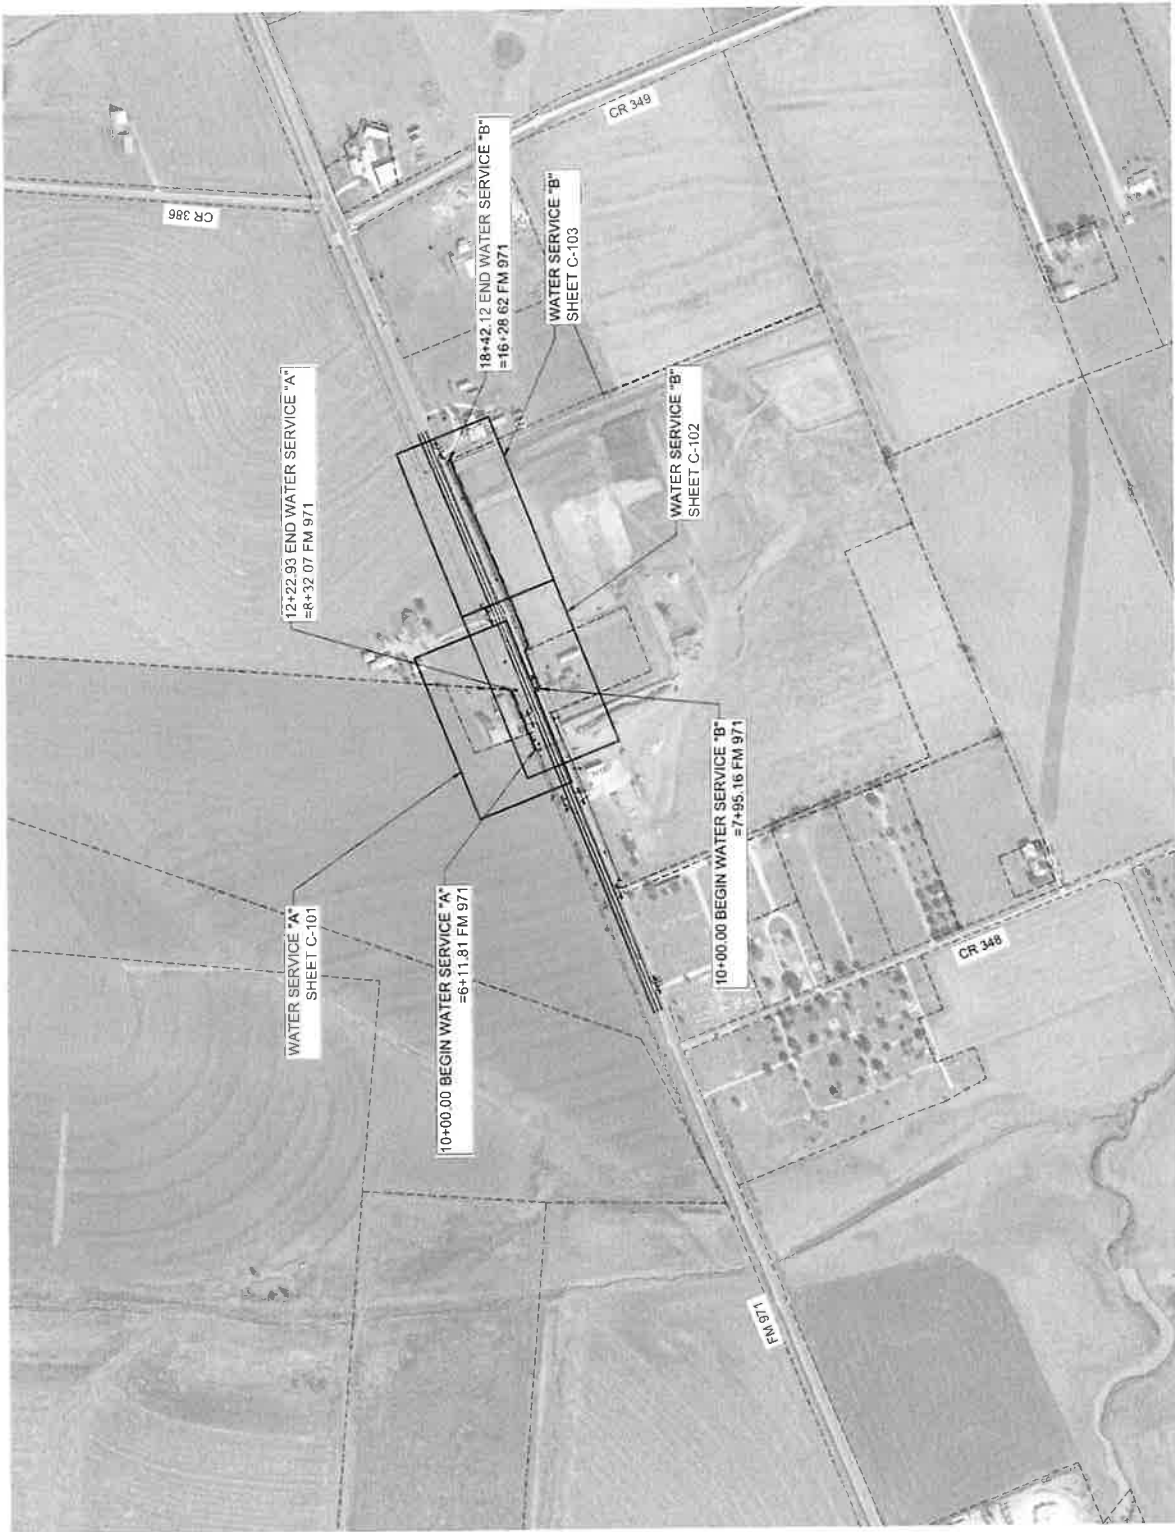 CR 349
CR 386
18+42.12 END WATER SERVICE "B"
=16+28.62 FM 971
WATER SERVICE "B"
SHEET C-103
12+22.93 END WATER SERVICE "A"
=8+32.07 FM 971
WATER SERVICE "B"
SHEET C-102
10+00.00 BEGIN WATER SERVICE "B"
=7+95.16 FM 971
WATER SERVICE "A"
SHEET C-101
10+00.00 BEGIN WATER SERVICE "A"
=6+11.81 FM 971
CR 348
FM 971